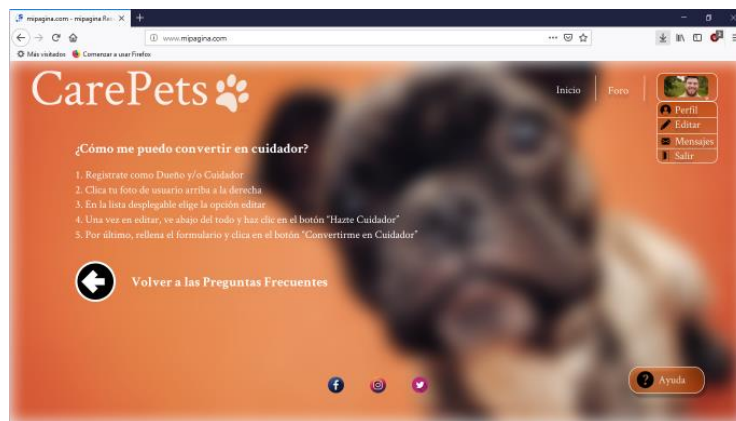 mipagina.com - mipagina Res
www.mipagina.com
Más visitados Comenzar a usar Firefox
CarePets
Inicio Foro
Perfil
Editar
Mensajes
Salir
¿Cómo me puedo convertir en cuidador?
1. Registrate como Dueño y/o Cuidador
2. Clica tu foto de usuario arriba a la derecha
3. En la lista desplegable elige la opción editar
4. Una vez en editar, ve abajo del todo y haz clic en el botón "Hazte Cuidador"
5. Por último, rellena el formulario y clica en el botón "Convertirme en Cuidador"
Volver a las Preguntas Frecuentes
? Ayuda